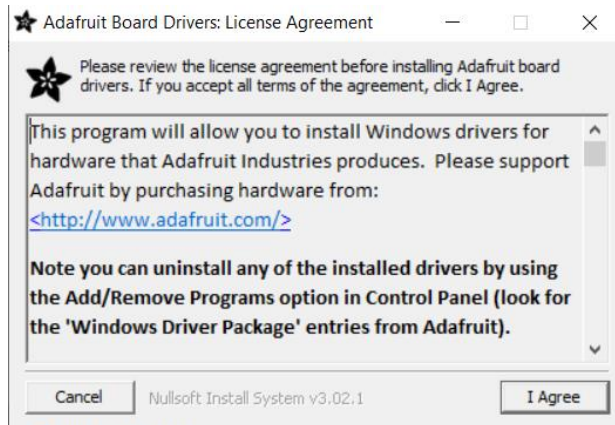 Adafruit Board Drivers: License Agreement
Please review the license agreement before installing Adafruit board
drivers. If you accept all terms of the agreement, click I Agree.
This program will allow you to install Windows drivers for
hardware that Adafruit Industries produces. Please support
Adafruit by purchasing hardware from:
<http://www.adafruit.com/>
Note you can uninstall any of the installed drivers by using
the Add/Remove Programs option in Control Panel (look for
the 'Windows Driver Package' entries from Adafruit).
Cancel Nullsoft Install System v3.02.1 I Agree